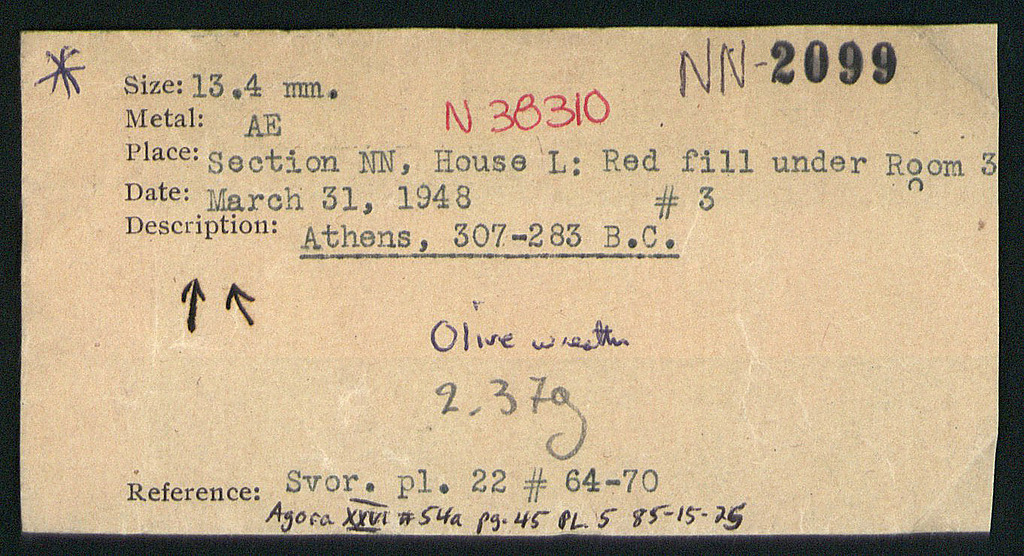 NN-2099
Size: 13.4 mm.
Metal: AE
N 38310
Place: Section NN, House L: Red fill under Room 3
Date: March 31, 1948 # 3
Description: Athens, 307-283 B.C.
Olive wreath
2.37g
Reference: Svor. pl. 22 # 64-70
Agora XXVI #54a pg. 45 PL. 5 85-15-25